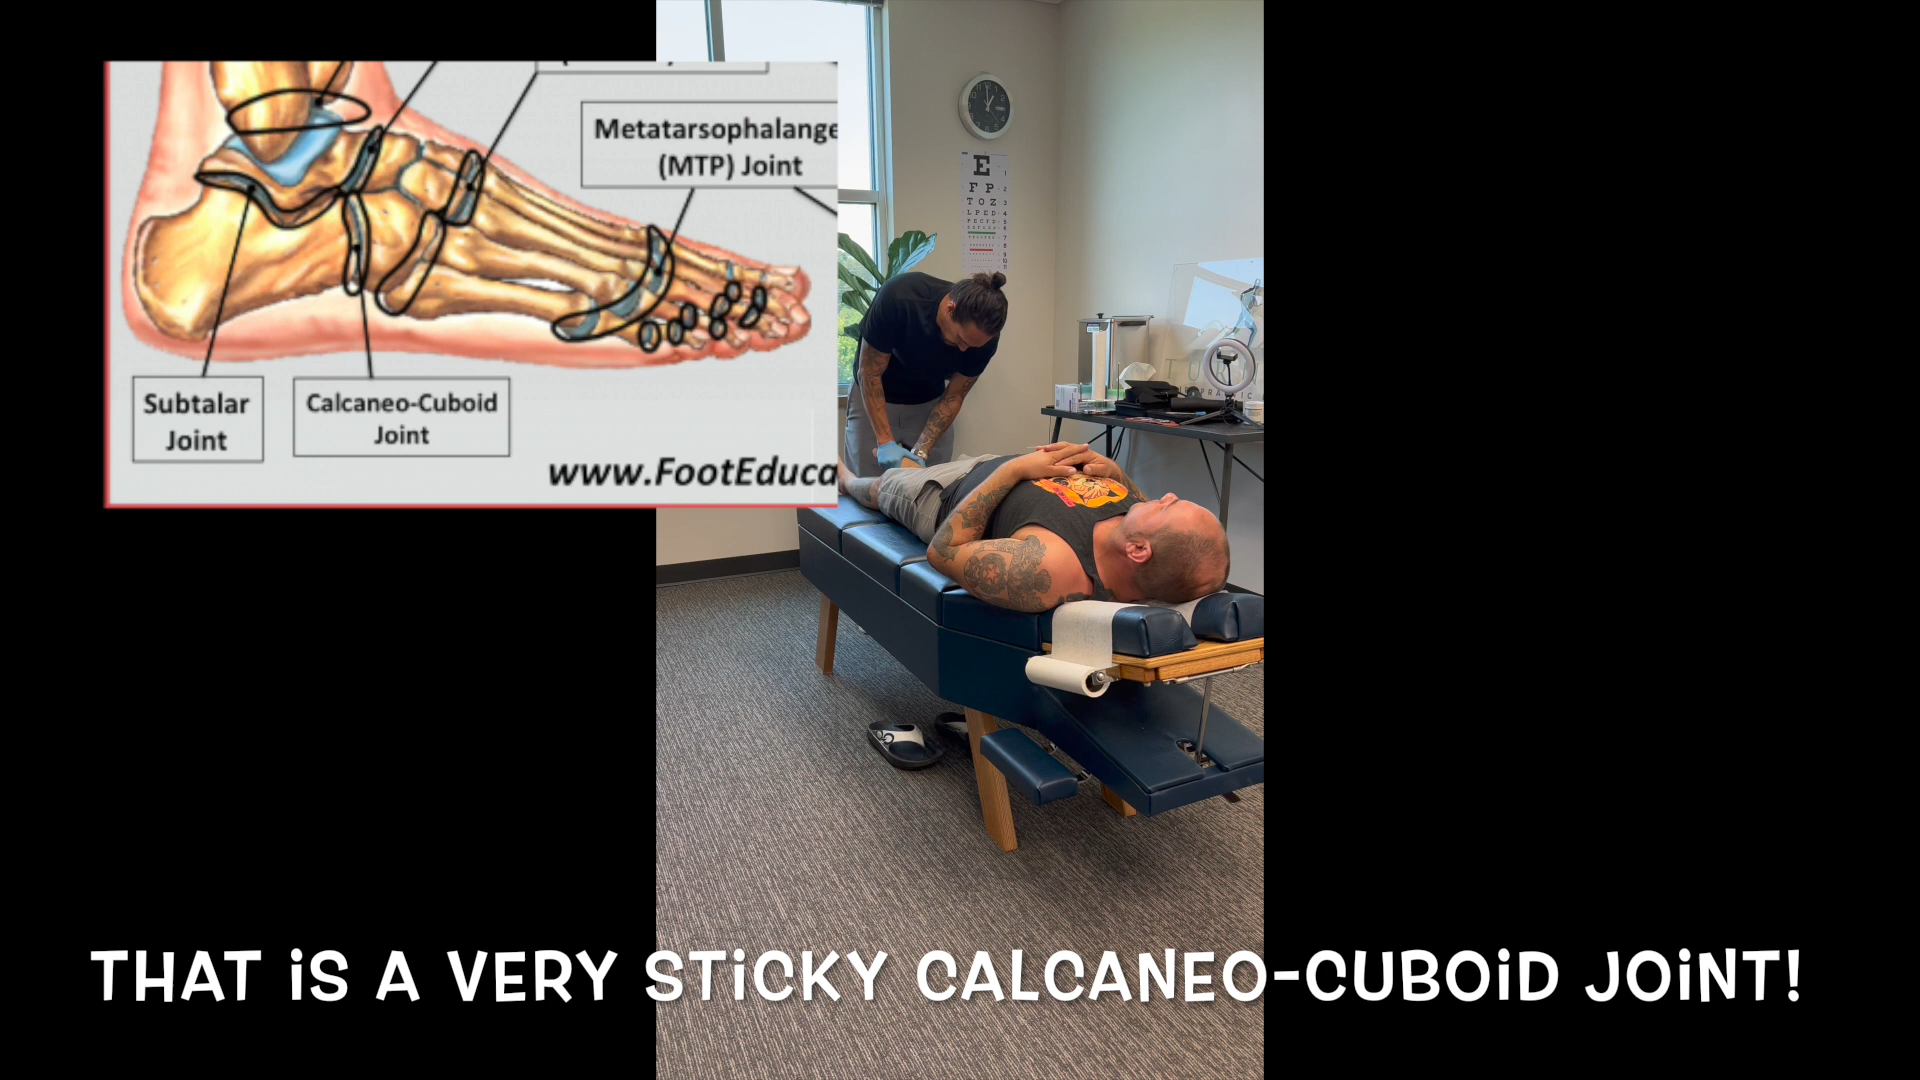 Metatarsophalange
(MTP) Joint
Subtalar
Joint
Calcaneo-Cuboid
Joint
www.FootEduca
E
F P
T O Z
L P E D
P E C F D
THAT iS A VERY STiCKY CALCANEO-CUBOiD JOiNT!